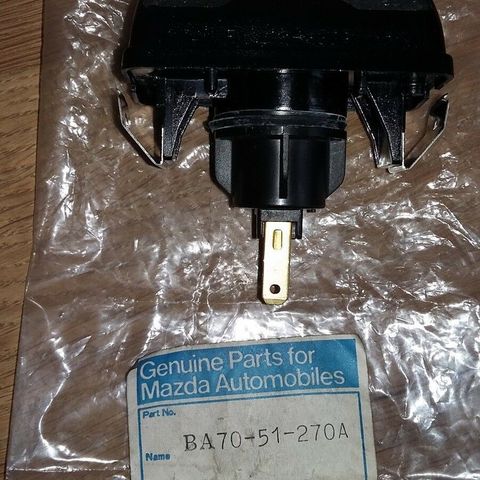 Genuine Parts for
Mazda Automobiles
Part No.
BA70-51-270A
Name